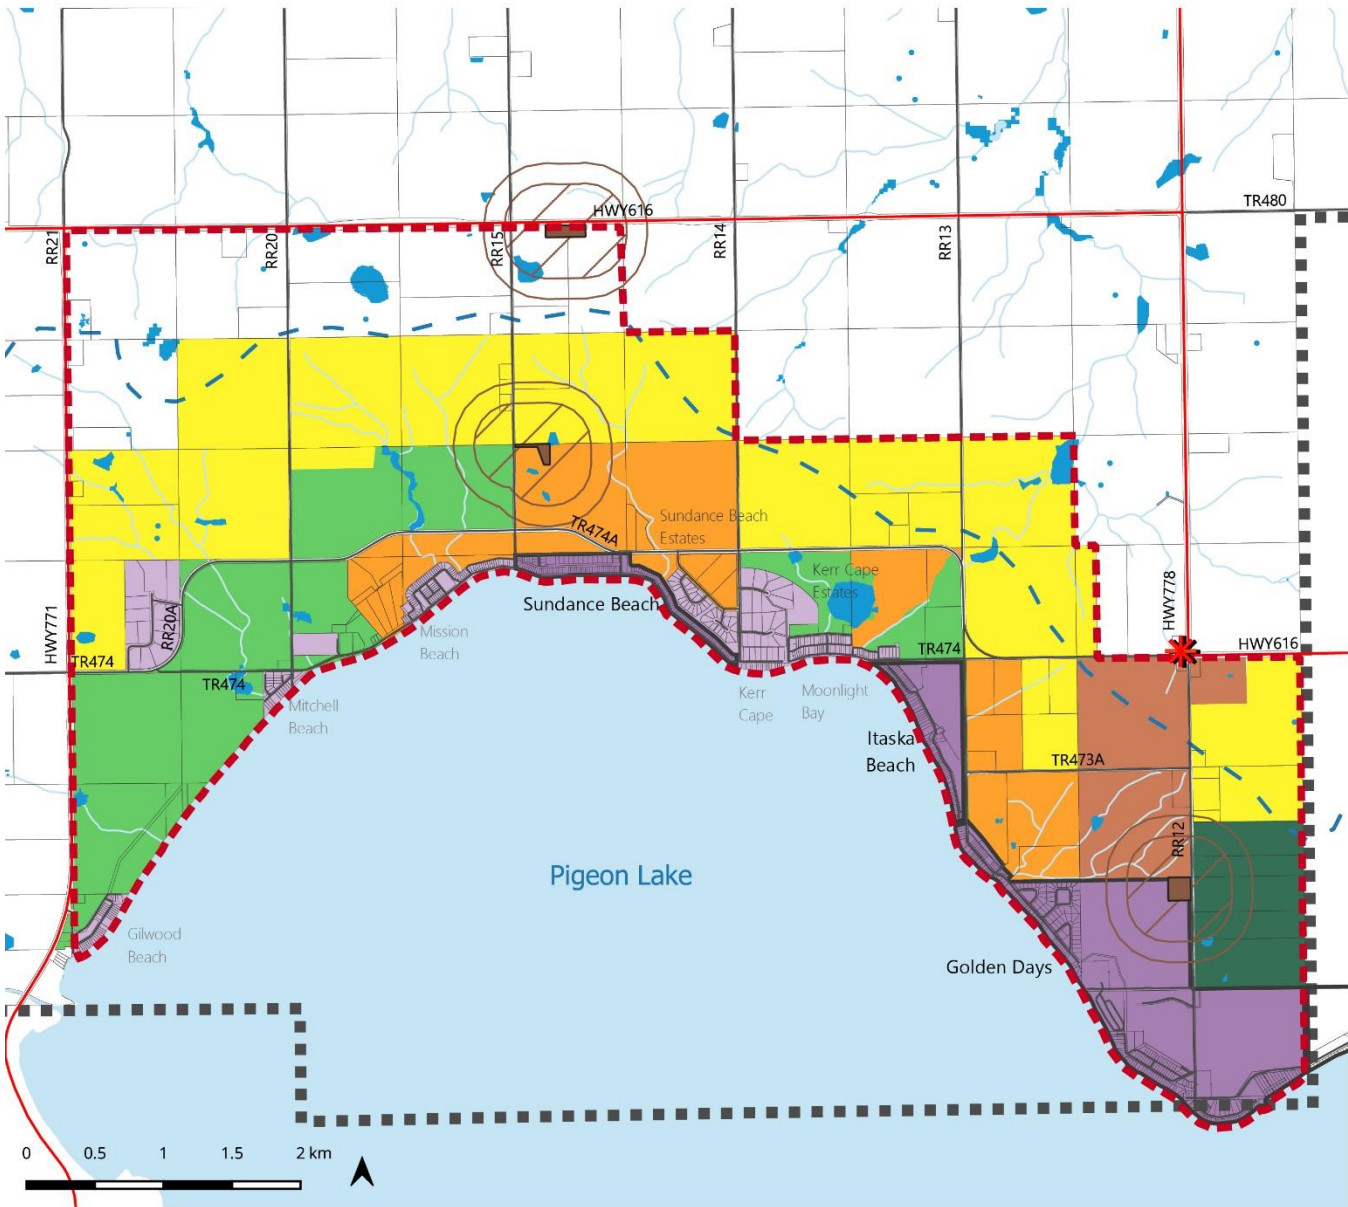 TR480
HWY616
RR21
RR20
RR15
RR14
RR13
TR474A
Sundance Beach
Estates
Kerr Cape
Estates
HWY778
HWY771
RR20A
Sundance Beach
Mission
Beach
TR474
TR474
TR474
HWY616
Mitchell
Beach
Kerr
Cape
Moonlight
Bay
Itaska
Beach
TR473A
RR12
Pigeon Lake
Gilwood
Beach
Golden Days
0 0.5 1 1.5 2 km